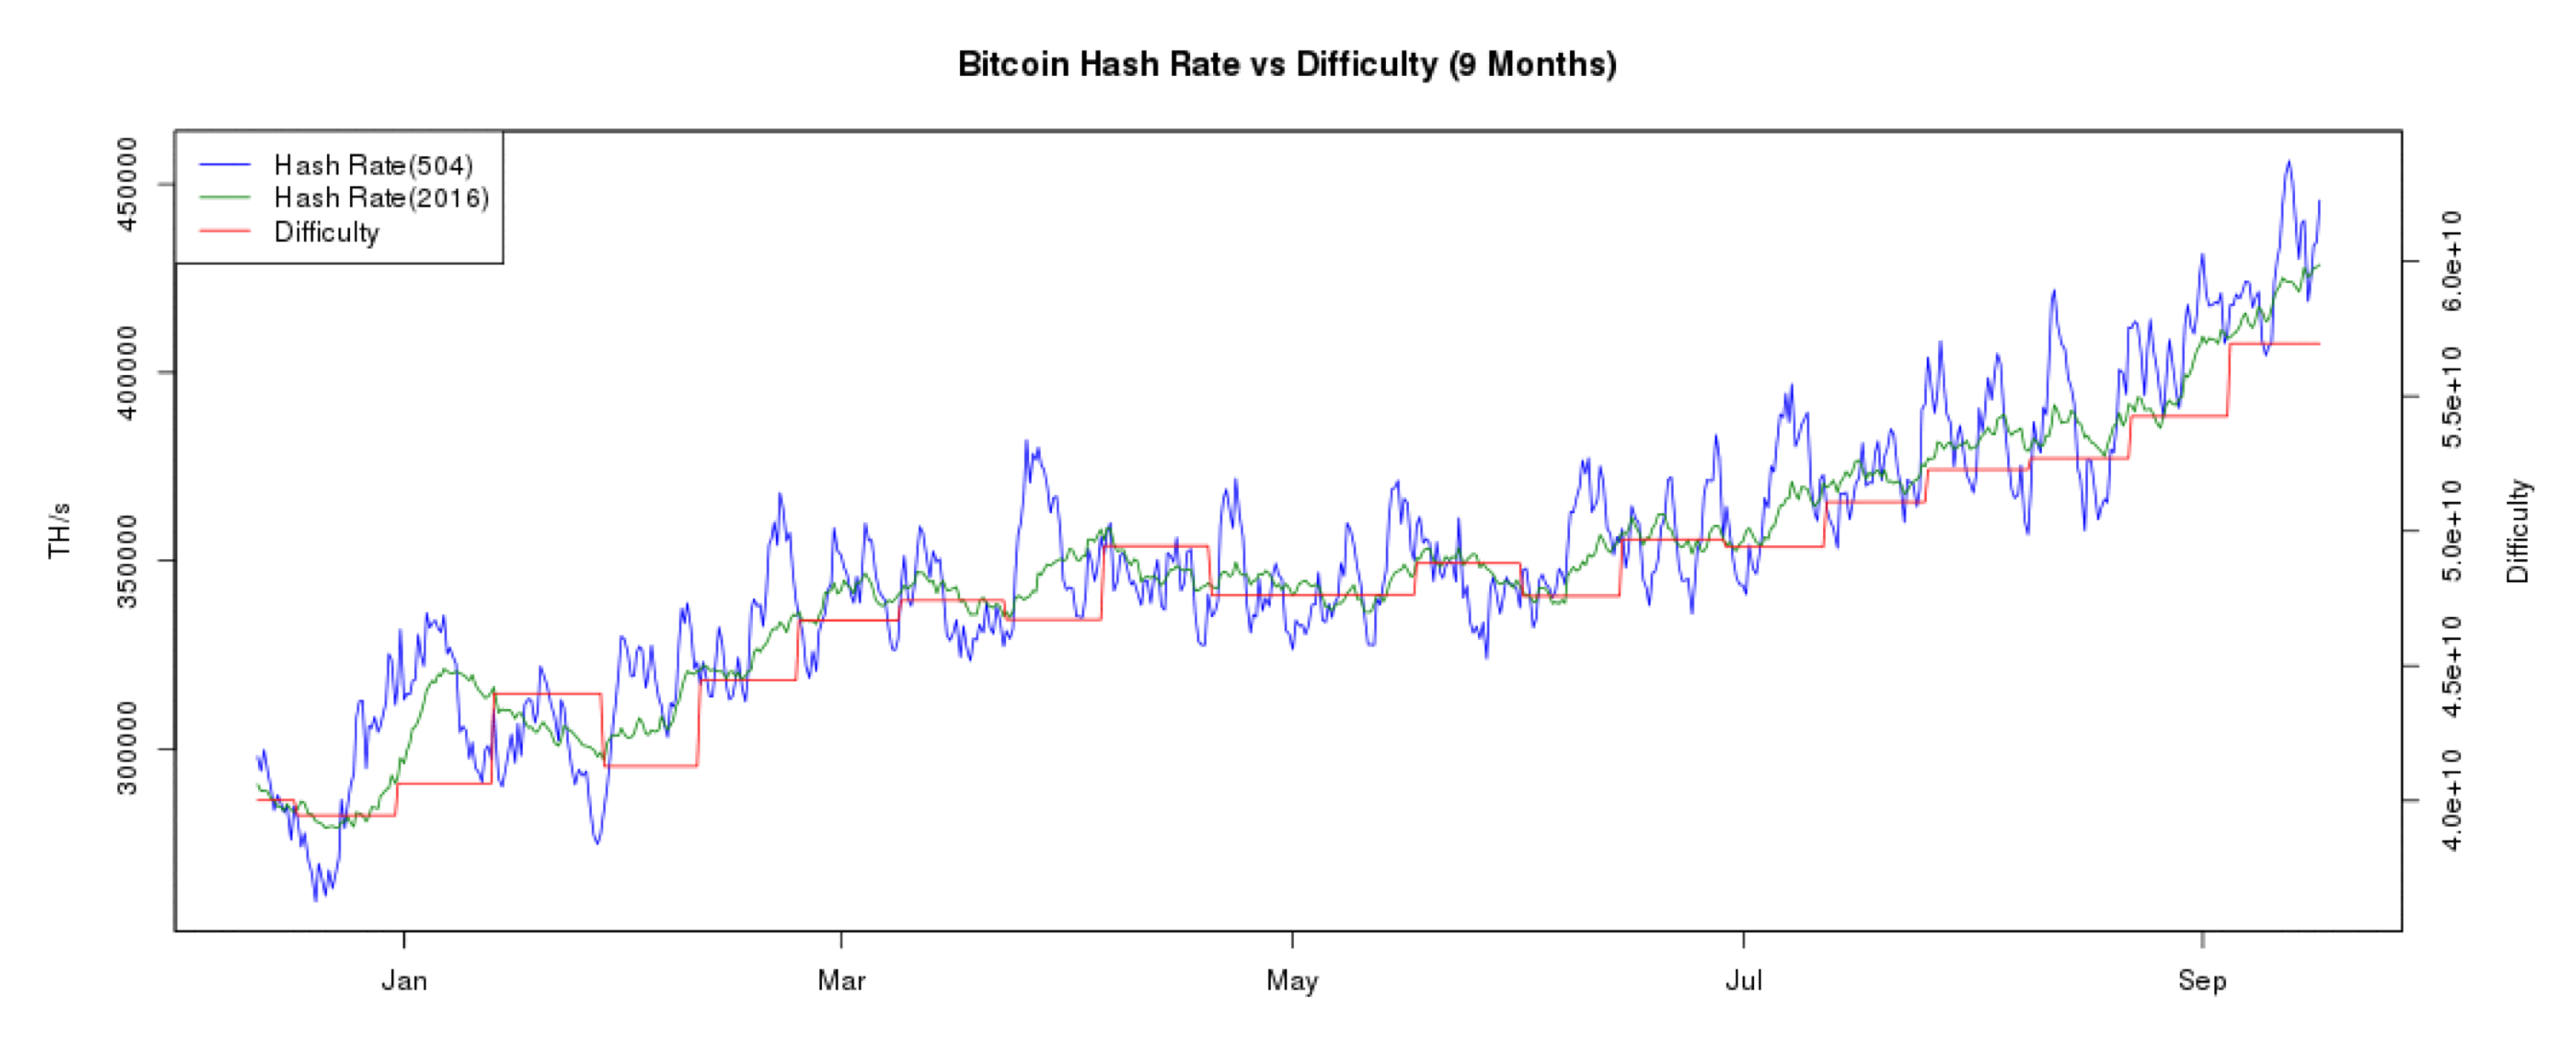 Bitcoin Hash Rate vs Difficulty (9 Months)
Hash Rate(504)
Hash Rate(2016)
Difficulty
TH/s
450000
400000
350000
300000
6.0e+10
5.5e+10
5.0e+10
4.5e+10
4.0e+10
Difficulty
Jan Mar May Jul Sep